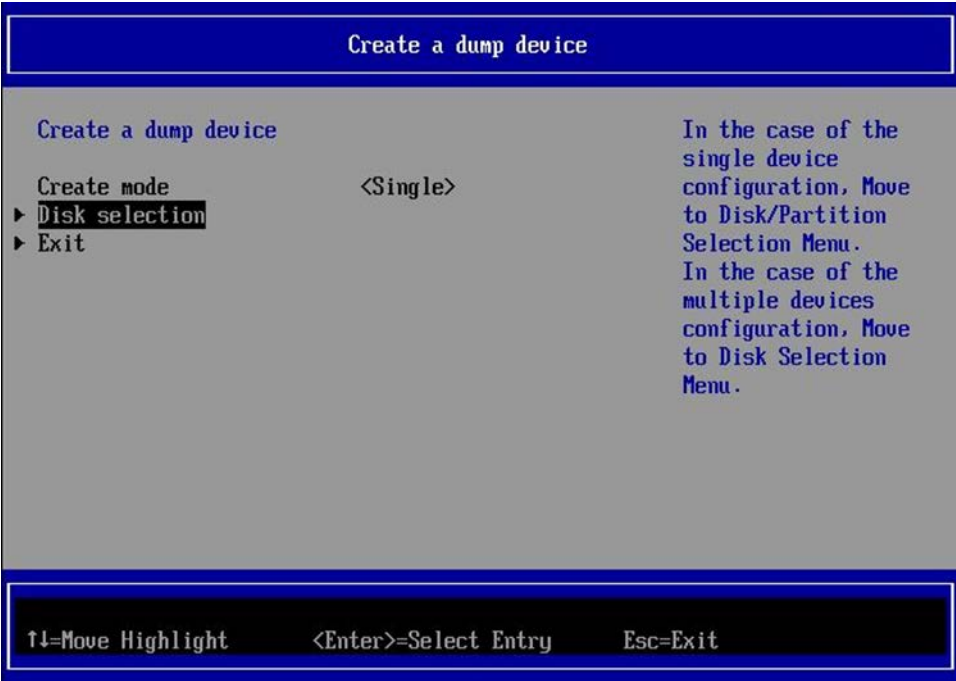 Create a dump device
Create a dump device
Create mode <Single>
▶ Disk selection
▶ Exit
In the case of the
single device
configuration, Move
to Disk/Partition
Selection Menu.
In the case of the
multiple devices
configuration, Move
to Disk Selection
Menu.
↑↓=Move Highlight <Enter>=Select Entry Esc=Exit